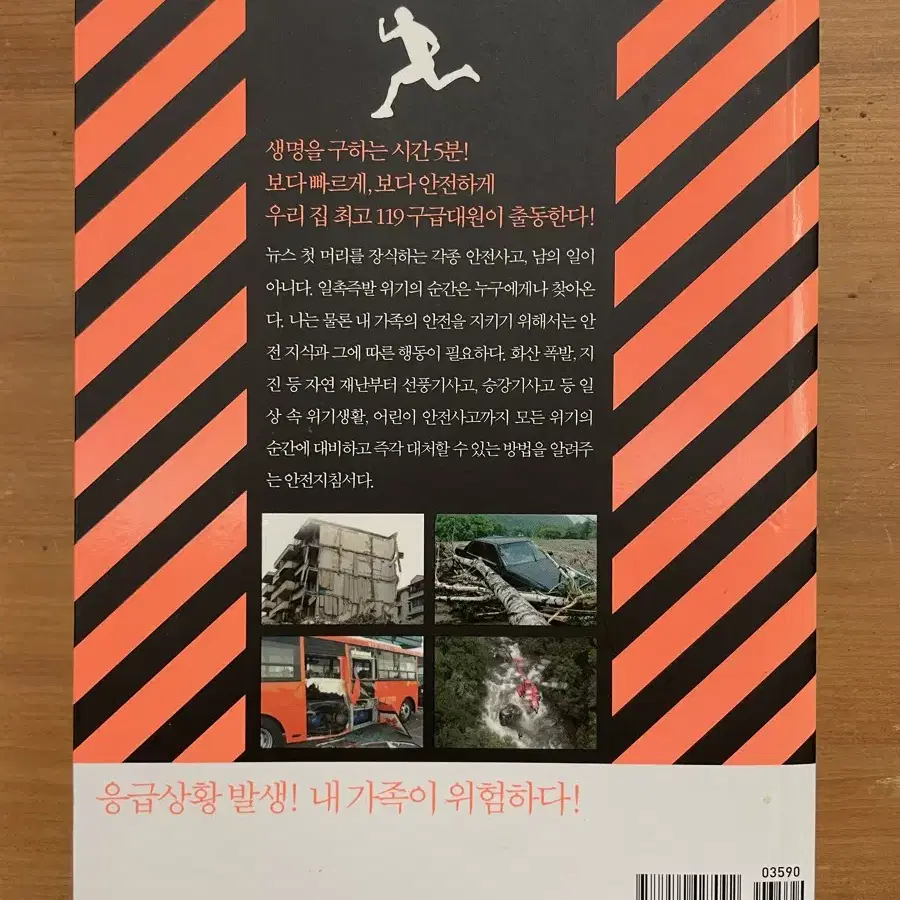 생명을 구하는 시간 5분!
보다 빠르게, 보다 안전하게
우리 집 최고 119 구급대원이 출동한다!
뉴스 첫 머리를 장식하는 각종 안전사고, 남의 일이
아니다. 일촉즉발 위기의 순간은 누구에게나 찾아온
다. 나는 물론 내 가족의 안전을 지키기 위해서는 안
전 지식과 그에 따른 행동이 필요하다. 화산 폭발, 지
진 등 자연 재난부터 선풍기사고, 승강기사고 등 일
상 속 위기생활, 어린이 안전사고까지 모든 위기의
순간에 대비하고 즉각 대처할 수 있는 방법을 알려주
는 안전지침서다.
응급상황 발생! 내 가족이 위험하다!
03590